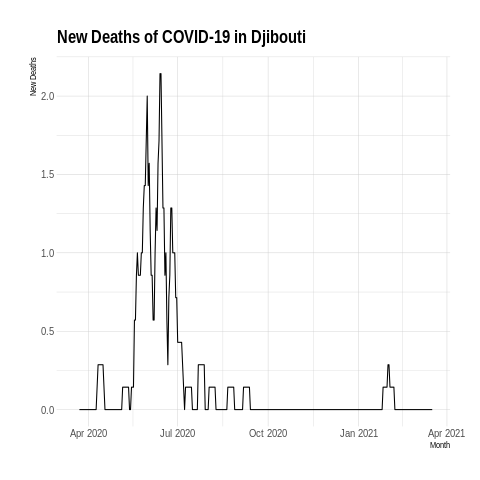 New Deaths of COVID-19 in Djibouti
New Deaths
2.0
1.5
1.0
0.5
0.0
Apr 2020
Jul 2020
Oct 2020
Jan 2021
Apr 2021
Month